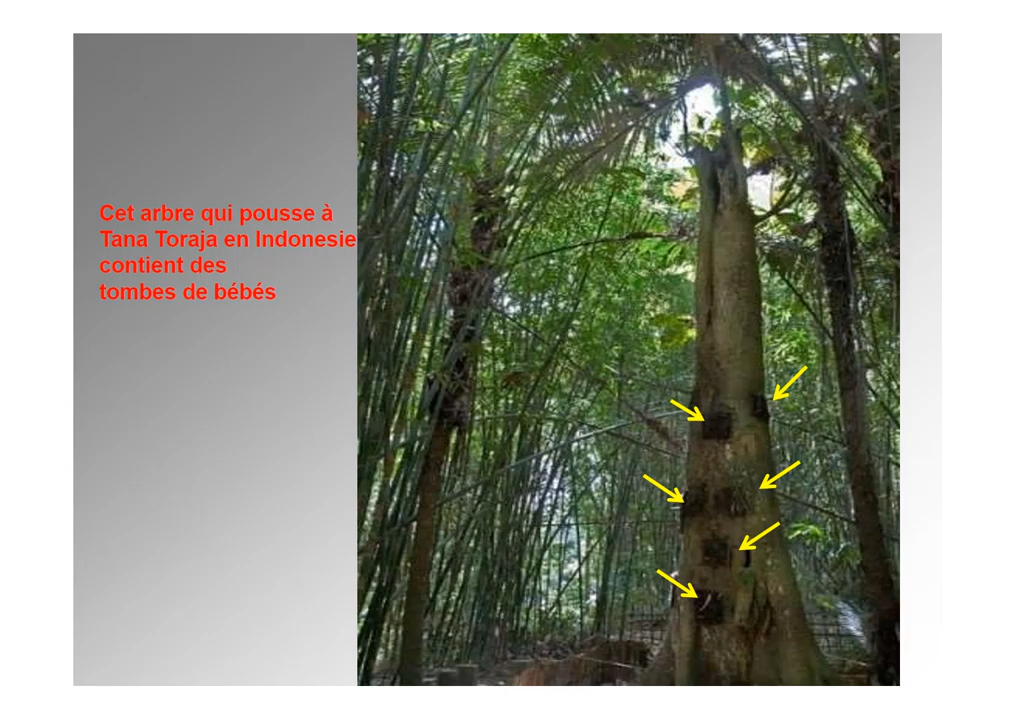 Cet arbre qui pousse à
Tana Toraja en Indonesie
contient des
tombes de bébés